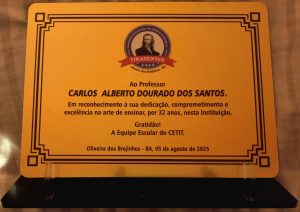 TIRADENTES
Ao Professor
CARLOS ALBERTO DOURADO DOS SANTOS.
Em reconhecimento à sua dedicação, comprometimento e
excelência na arte de ensinar, por 32 anos, nesta Instituição.
Gratidão!
A Equipe Escolar do CETIT.
Oliveira dos Brejinhos - BA, 05 de agosto de 2025